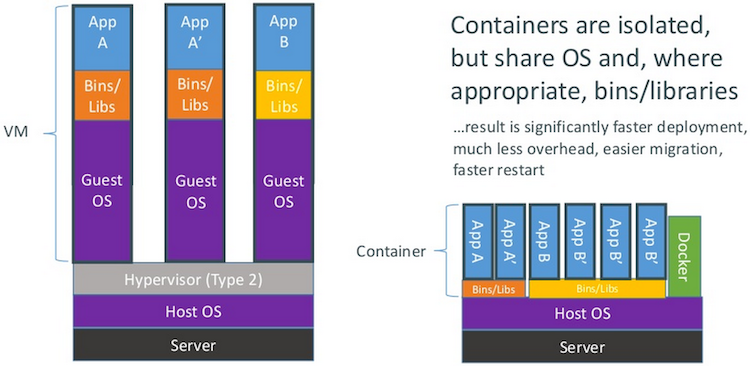 App
A
App
A’
App
B
Bins/
Libs
Bins/
Libs
Bins/
Libs
VM
Guest
OS
Guest
OS
Guest
OS
Hypervisor (Type 2)
Host OS
Server
Containers are isolated,
but share OS and, where
appropriate, bins/libraries
…result is significantly faster deployment,
much less overhead, easier migration,
faster restart
Container
App A
App A’
App B
App B’
App B’
App B’
Docker
Bins/Libs
Bins/Libs
Host OS
Server